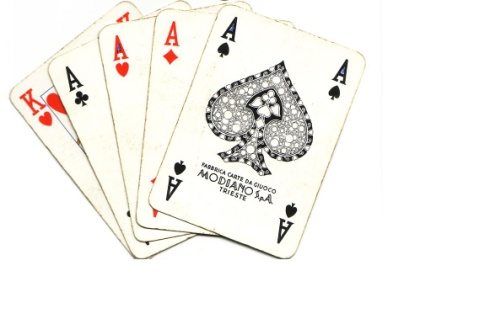 K
A
A
A
A
A
FABBRICA CARTE DA GIUOCO
MODIANO S.p.A.
TRIESTE
A
A